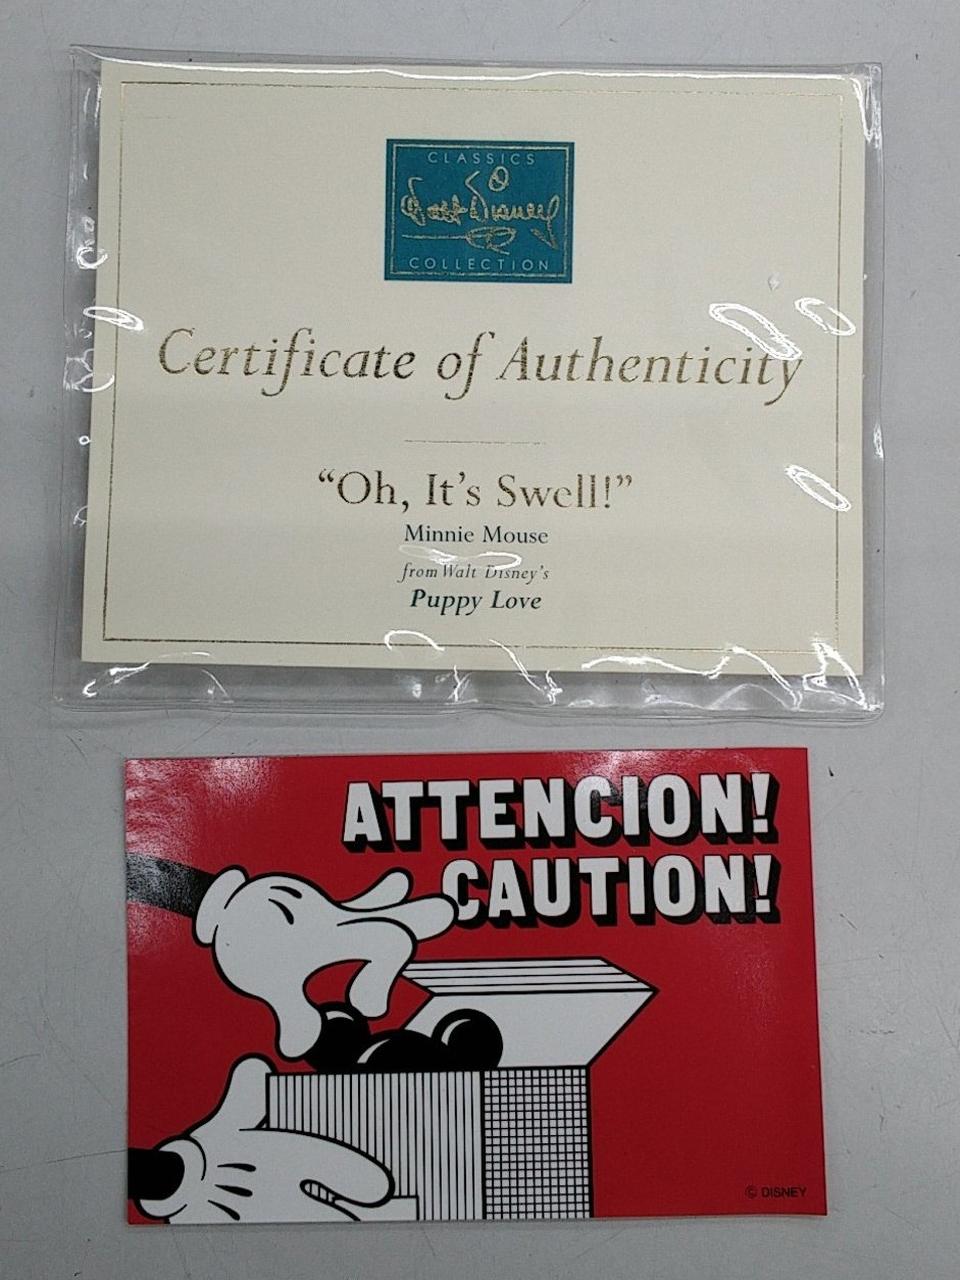 CLASSICS
Walt Disney
COLLECTION
Certificate of Authenticity
“Oh, It's Swell!”
Minnie Mouse
from Walt Disney's
Puppy Love
ATTENCION!
CAUTION!
© DISNEY